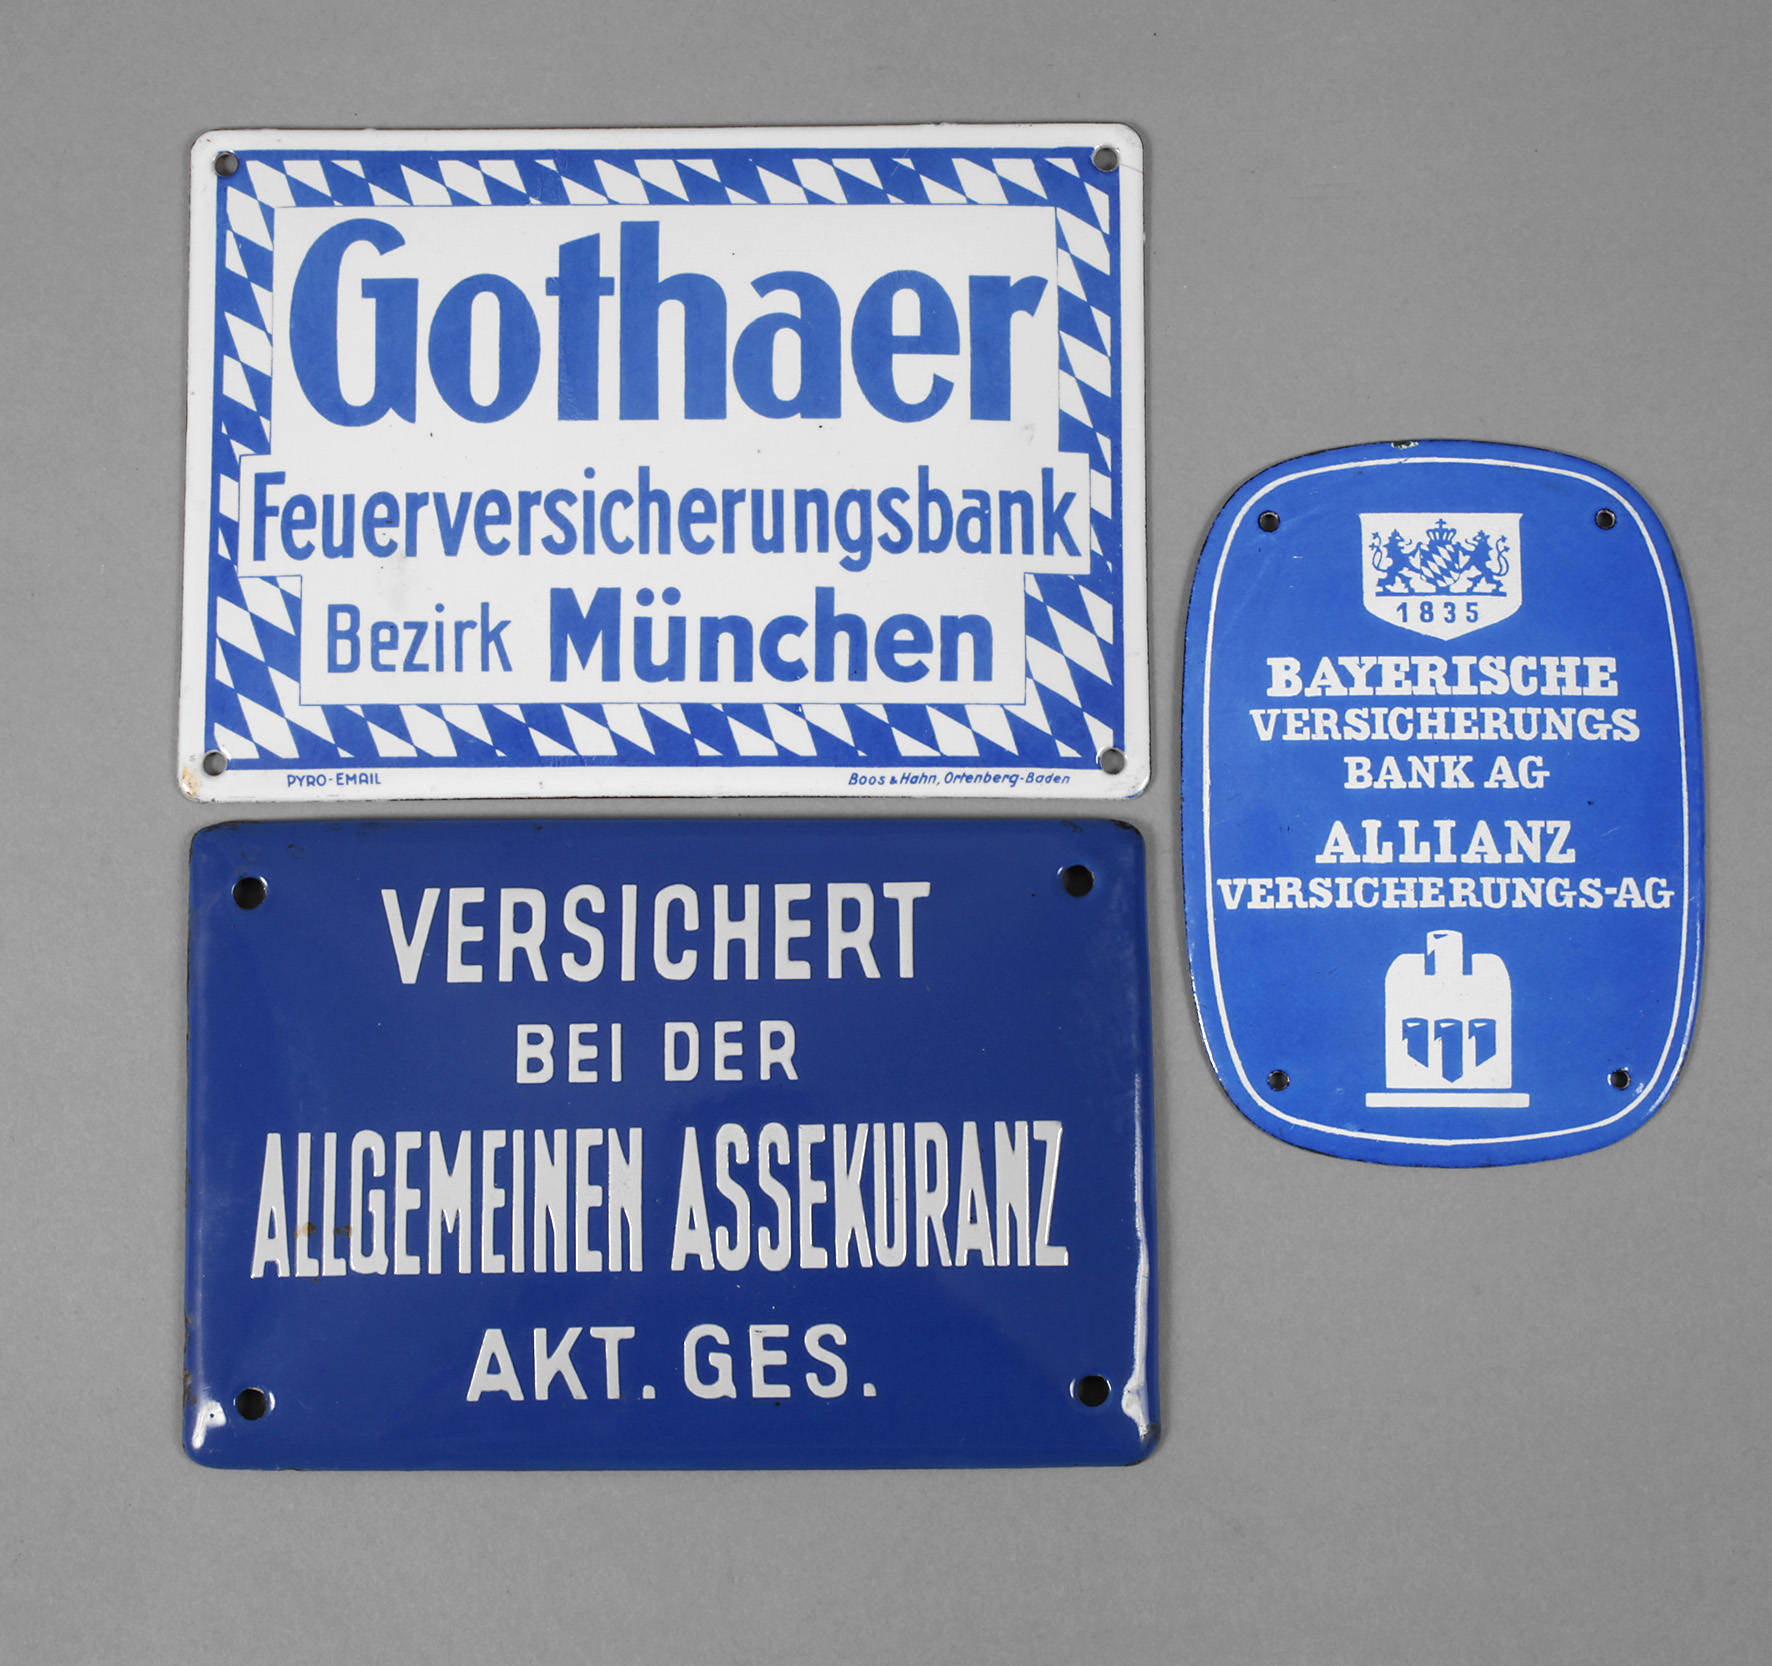 Gothaer
Feuerversicherungsbank
Bezirk München
PYRO-EMAIL
Boos & Hahn, Ortenberg-Baden
VERSICHERT
BEI DER
ALLGEMEINEN ASSEKURANZ
AKT. GES.
1835
BAYERISCHE
VERSICHERUNGS
BANK AG
ALLIANZ
VERSICHERUNGS-AG